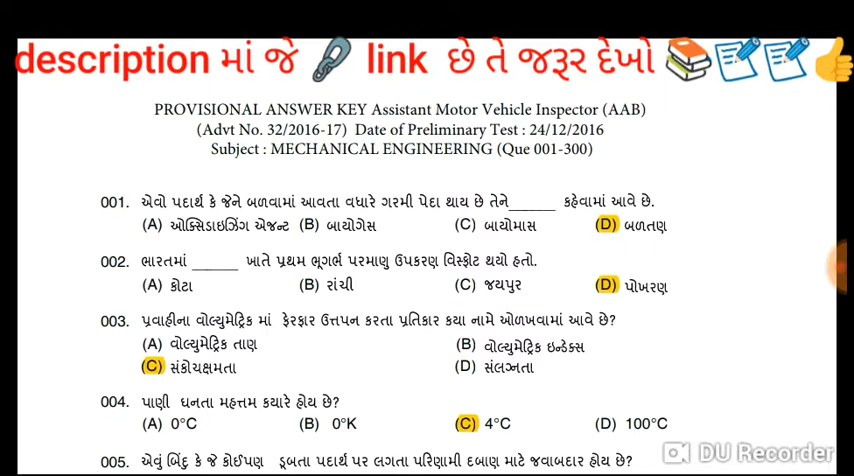 description માં જે link છે તે જરૂર દેખો
PROVISIONAL ANSWER KEY Assistant Motor Vehicle Inspector (AAB)
(Advt No. 32/2016-17) Date of Preliminary Test : 24/12/2016
Subject : MECHANICAL ENGINEERING (Que 001-300)
001. એવો પદાર્થ કે જેને બળવામાં આવતા વધારે ગરમી પેદા થાય છે તેને______ કહેવામાં આવે છે.
(A) ઓક્સિડાઇઝિંગ એજન્ટ (B) બાયોગેસ (C) બાયોમાસ (D) બળતણ
002. ભારતમાં ______ ખાતે પ્રથમ ભૂગર્ભ પરમાણુ ઉપકરણ વિસ્ફોટ થયો હતો.
(A) કોટા (B) રાંચી (C) જયપુર (D) પોખરણ
003. પ્રવાહીના વોલ્યુમેટ્રિક માં ફેરફાર ઉત્તપન કરતા પ્રતિકાર કયા નામે ઓળખવામાં આવે છે?
(A) વોલ્યુમેટ્રિક તાણ (B) વોલ્યુમેટ્રિક ઇન્ડેક્સ
(C) સંકોચક્ષમતા (D) સંલગ્નતા
004. પાણી ઘનતા મહત્તમ કયારે હોય છે?
(A) 0°C (B) 0°K (C) 4°C (D) 100°C
005. એવું બિંદુ કે જે કોઈપણ ડૂબતા પદાર્થ પર લગતા પરિણામી દબાણ માટે જવાબદાર હોય છે?
DU Recorder